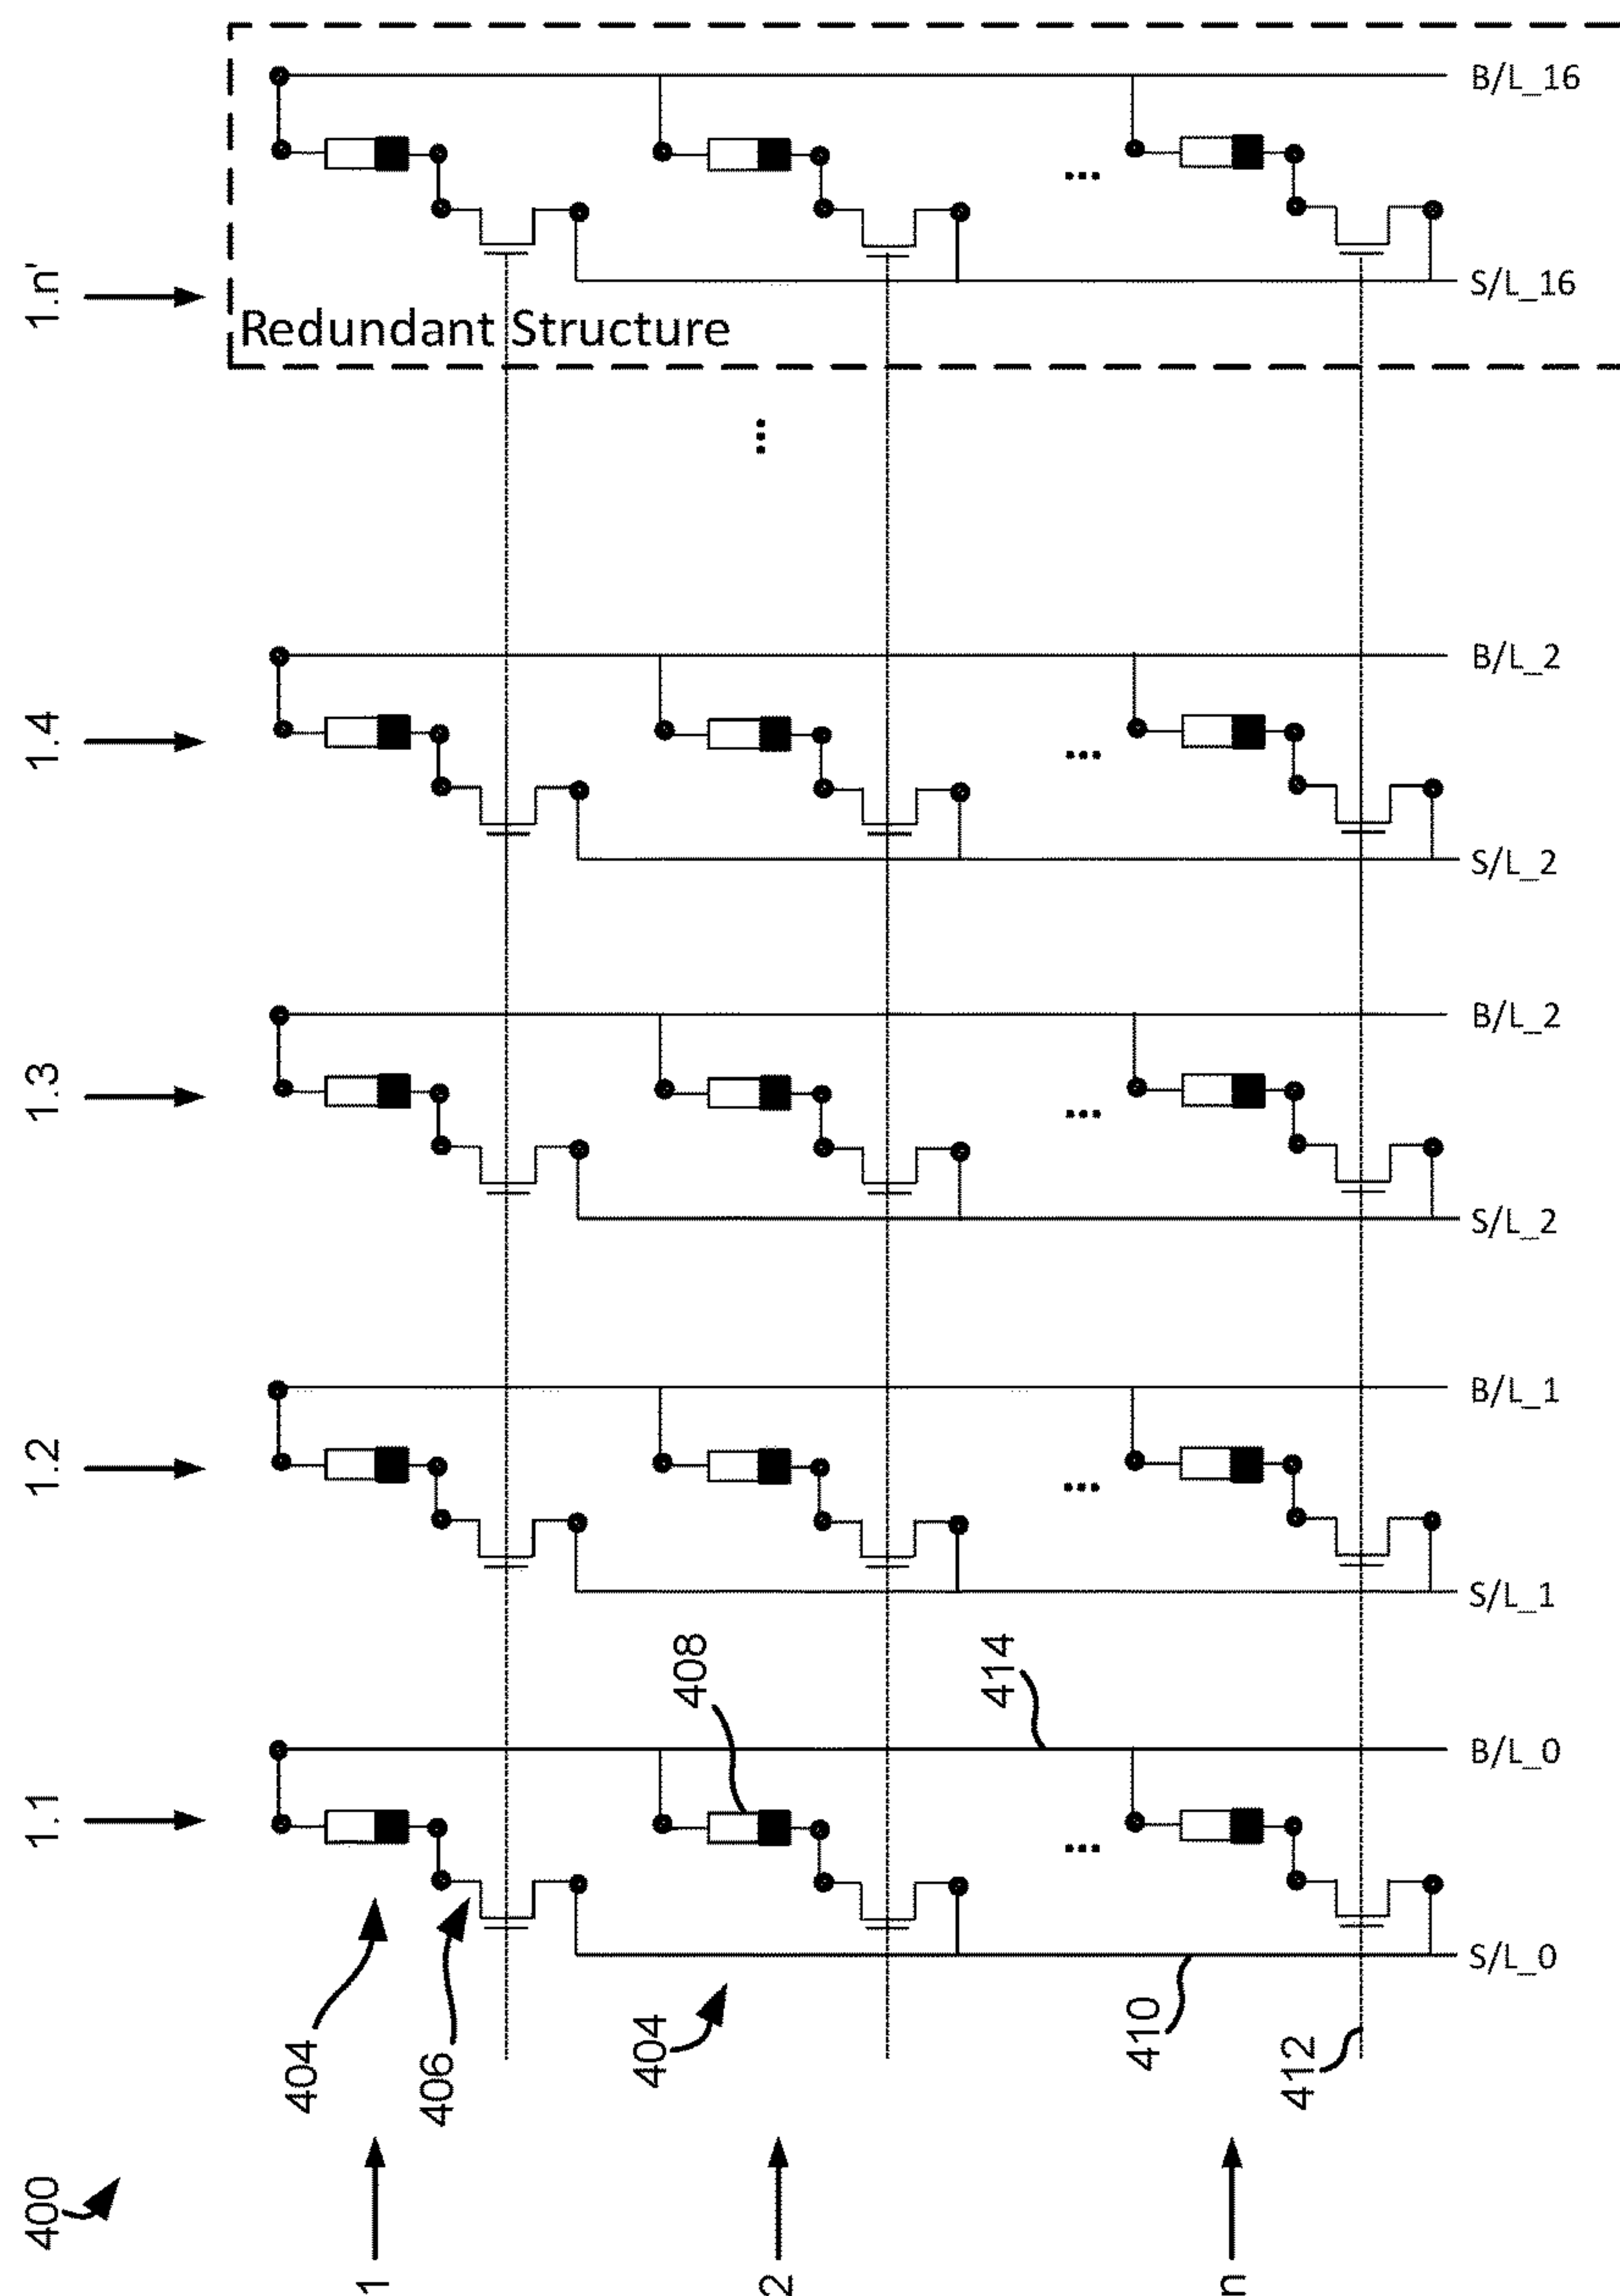 1.n'
B/L_16
S/L_16
Redundant Structure
...
...
1.4
B/L_2
...
S/L_2
1.3
B/L_2
...
S/L_2
1.2
B/L_1
...
S/L_1
408
414
1.1
B/L_0
...
S/L_0
404
406
404
410
412
400
1
2
n